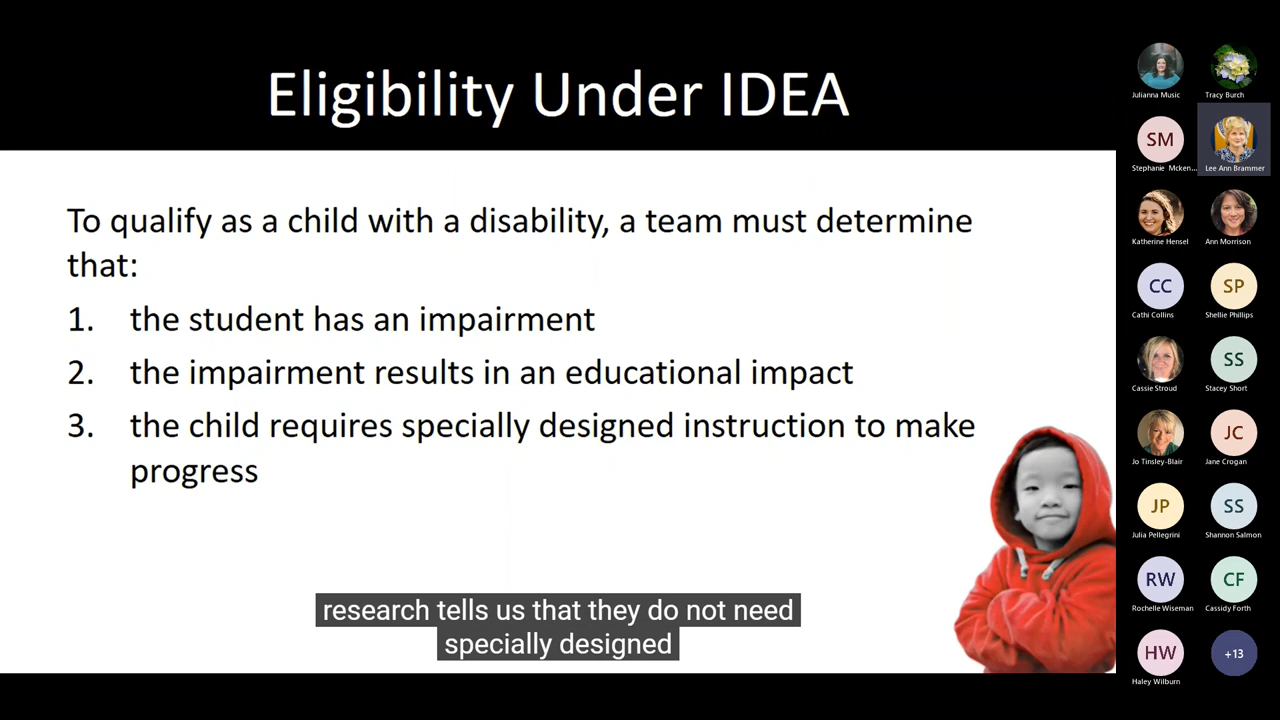 Eligibility Under IDEA
To qualify as a child with a disability, a team must determine
that:
1. the student has an impairment
2. the impairment results in an educational impact
3. the child requires specially designed instruction to make
progress
research tells us that they do not need
specially designed
Julianna Music
Tracy Burch
SM
Stephanie Mcken...
Lee Ann Brammer
Katherine Hensel
Ann Morrison
CC
Cathi Collins
SP
Shellie Phillips
Cassie Stroud
SS
Stacey Short
Jo Tinsley-Blair
JC
Jane Crogan
JP
Julia Pellegrini
SS
Shannon Salmon
RW
Rochelle Wiseman
CF
Cassidy Forth
HW
Haley Wilburn
+13